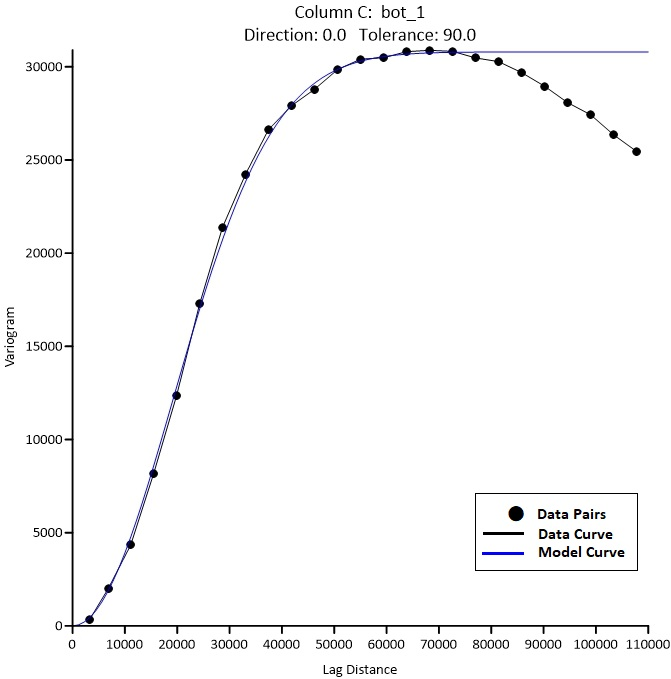 Column C: bot_1
Direction: 0.0 Tolerance: 90.0
30000
25000
20000
15000
10000
5000
0
Variogram
Data Pairs
Data Curve
Model Curve
0 10000 20000 30000 40000 50000 60000 70000 80000 90000 100000 110000
Lag Distance